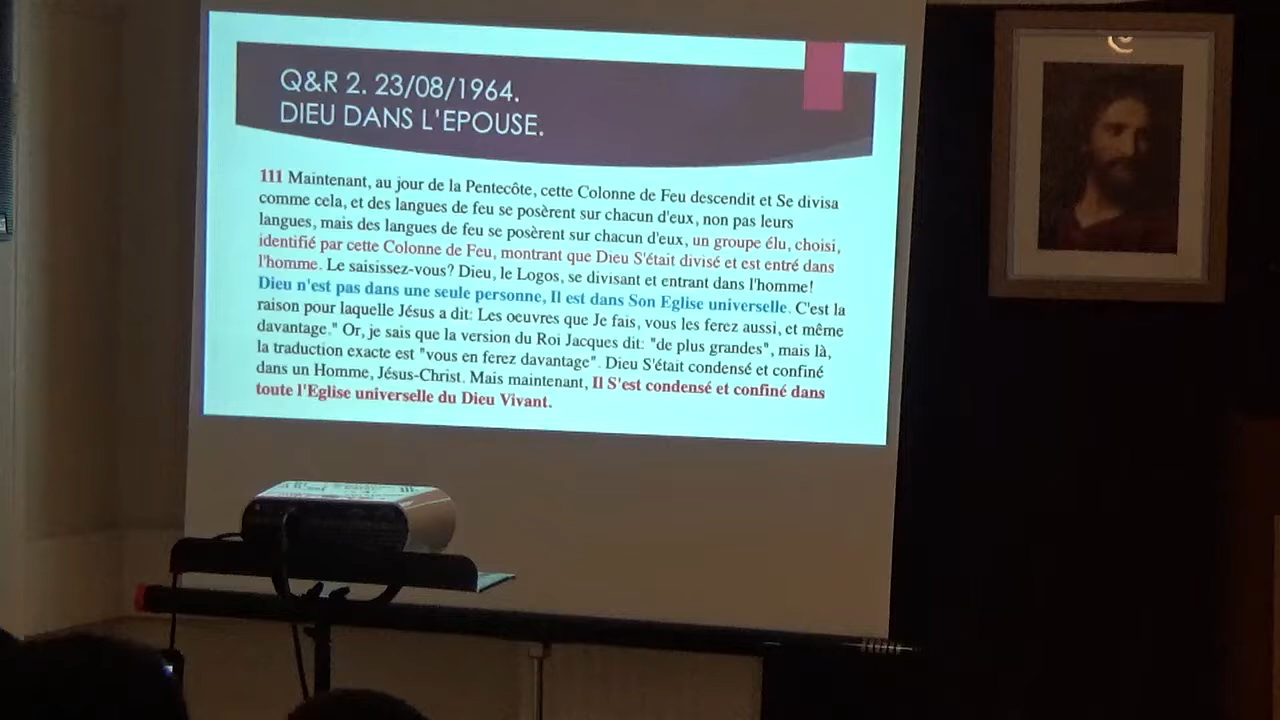 Q&R 2. 23/08/1964.
DIEU DANS L'EPOUSE.
111 Maintenant, au jour de la Pentecôte, cette Colonne de Feu descendit et Se divisa
comme cela, et des langues de feu se posèrent sur chacun d'eux, non pas leurs
langues, mais des langues de feu se posèrent sur chacun d'eux, un groupe élu, choisi,
identifié par cette Colonne de Feu, montrant que Dieu S'était divisé et est entré dans
l'homme. Le saisissez-vous? Dieu, le Logos, se divisant et entrant dans l'homme!
Dieu n'est pas dans une seule personne, Il est dans Son Eglise universelle. C'est la
raison pour laquelle Jésus a dit: Les oeuvres que Je fais, vous les ferez aussi, et même
davantage." Or, je sais que la version du Roi Jacques dit: "de plus grandes", mais là,
la traduction exacte est "vous en ferez davantage". Dieu S'était condensé et confiné
dans un Homme, Jésus-Christ. Mais maintenant, Il S'est condensé et confiné dans
toute l'Eglise universelle du Dieu Vivant.